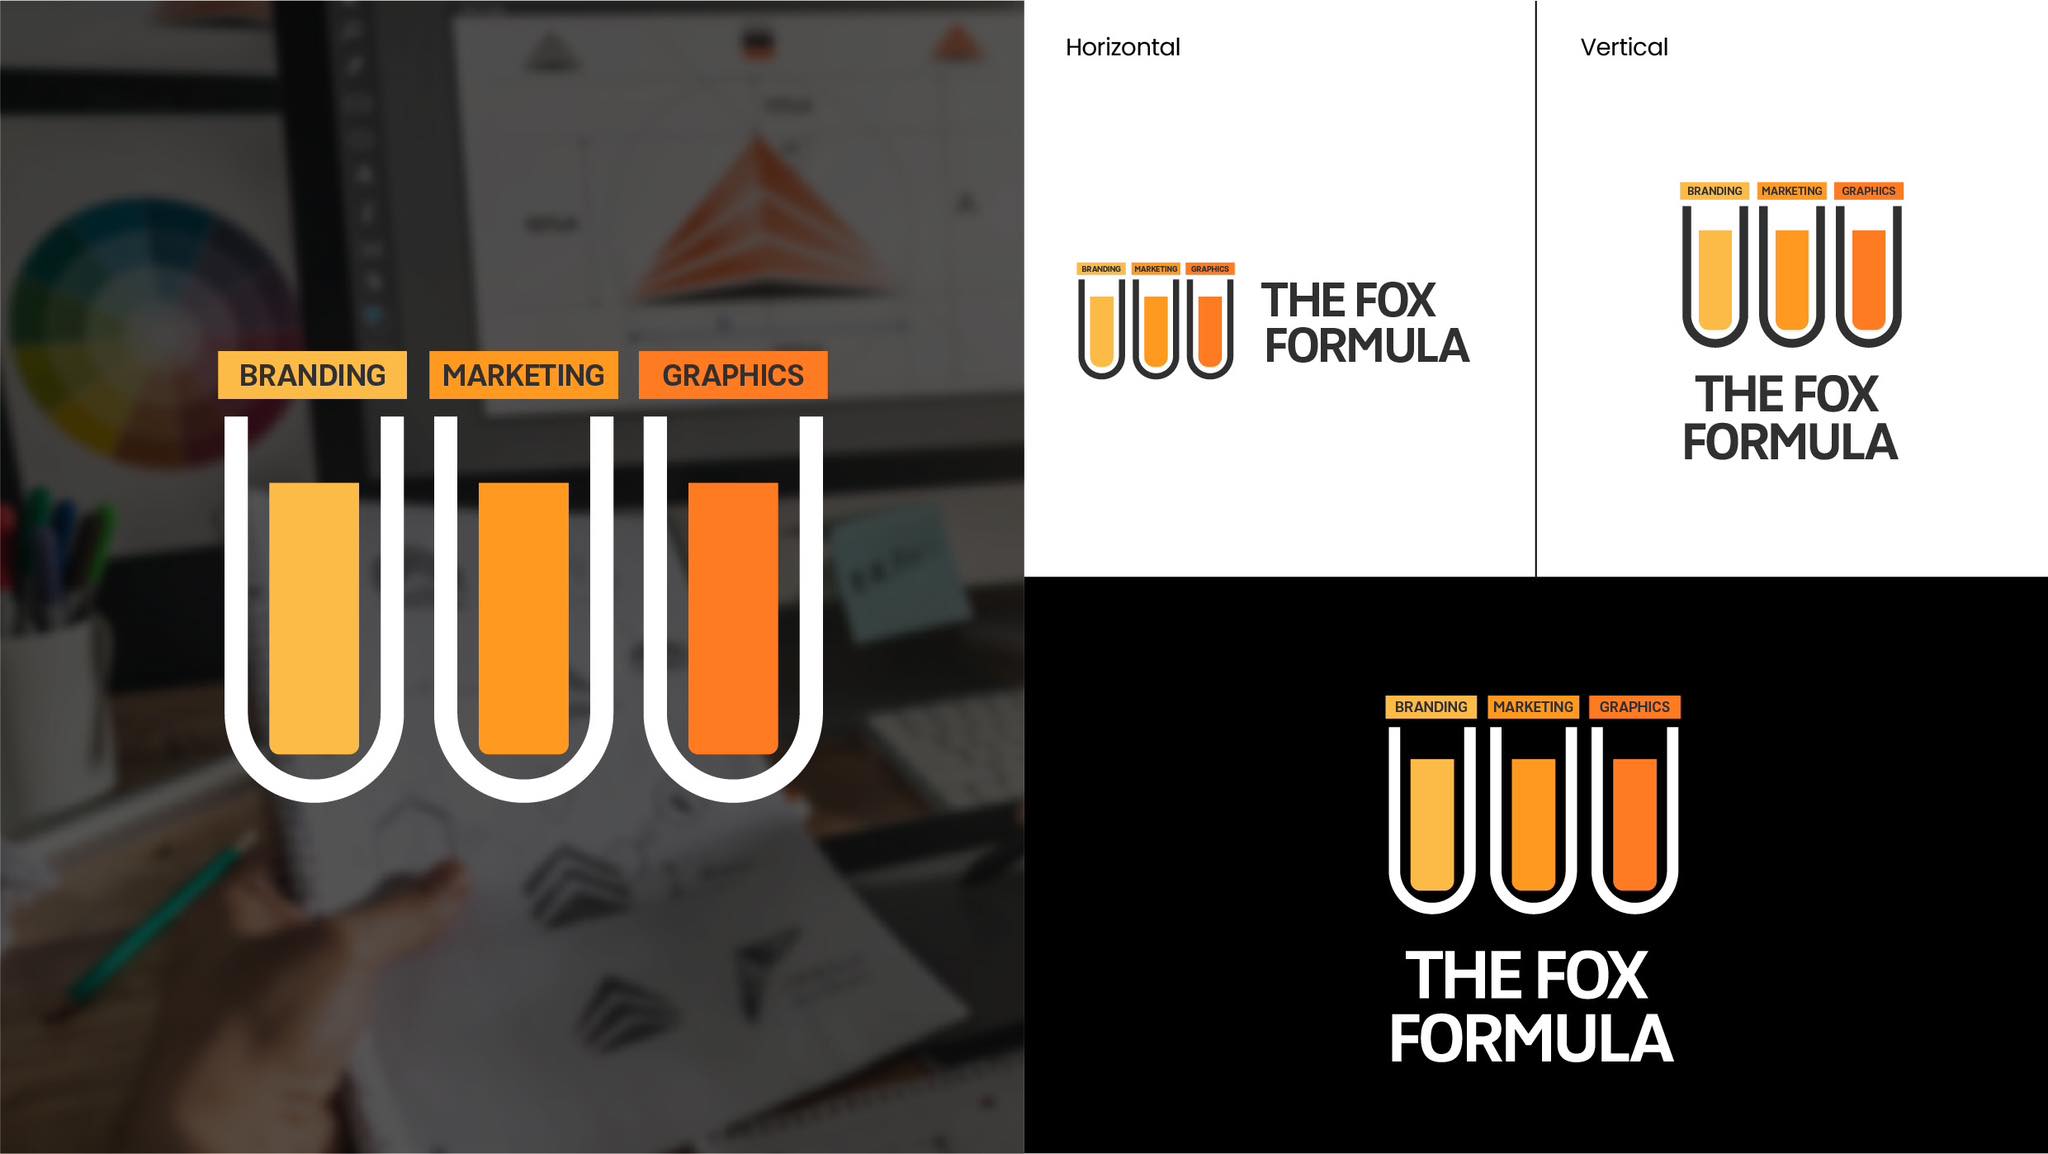 BRANDING MARKETING GRAPHICS
Horizontal
BRANDING MARKETING GRAPHICS
THE FOX
FORMULA
Vertical
BRANDING MARKETING GRAPHICS
THE FOX
FORMULA
BRANDING MARKETING GRAPHICS
THE FOX
FORMULA